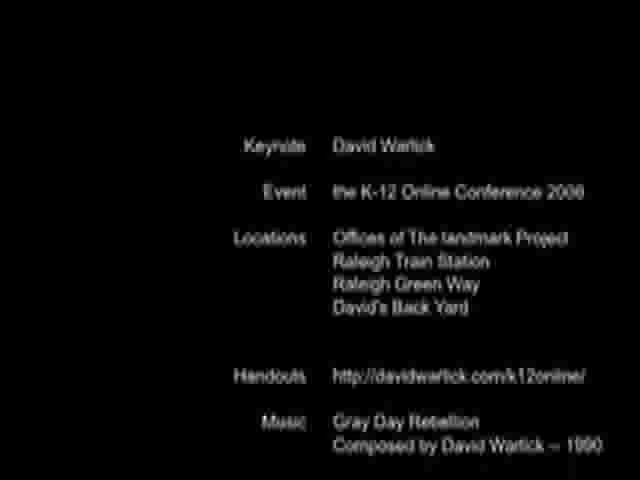 Keynote David Warlick
Event the K-12 Online Conference 2006
Locations Offices of The landmark Project
Raleigh Train Station
Raleigh Green Way
David's Back Yard
Handouts http://davidwarlick.com/k12online/
Music Gray Day Rebellion
Composed by David Warlick -- 1990